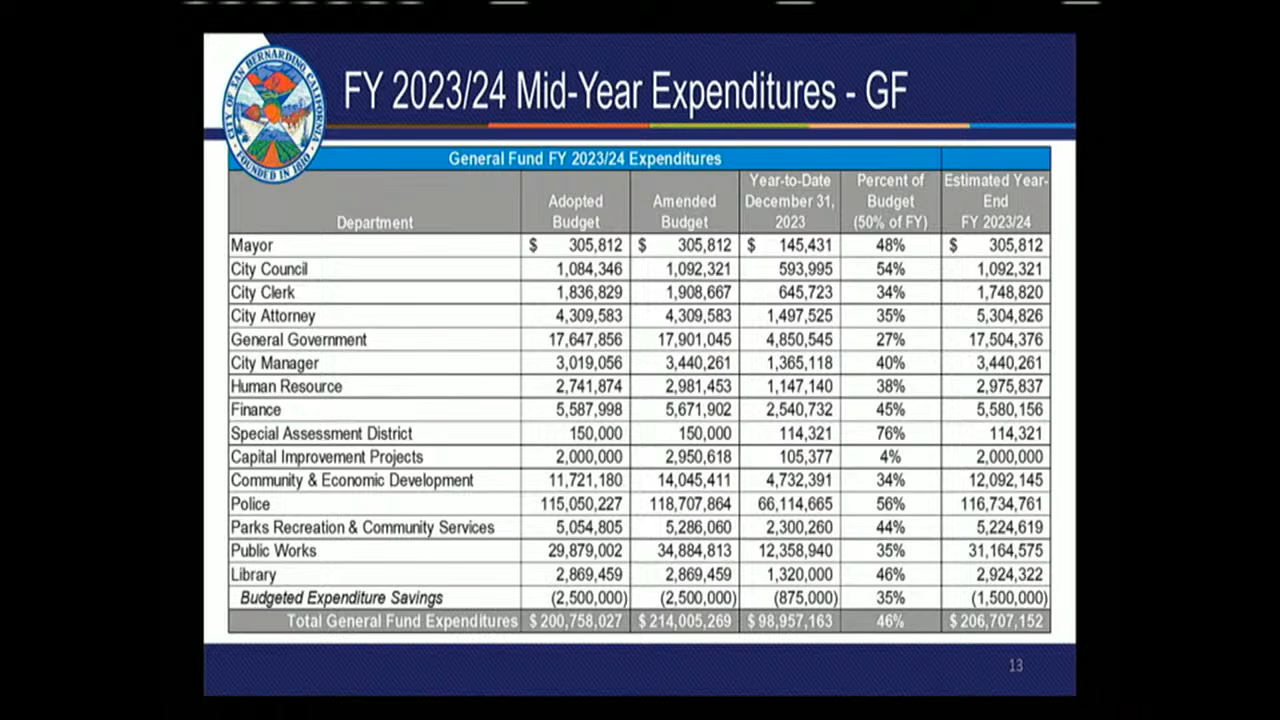 CITY OF SAN BERNARDINO, CALIFORNIA
FOUNDED IN 1810
FY 2023/24 Mid-Year Expenditures - GF
General Fund FY 2023/24 Expenditures
Department Adopted Budget Amended Budget Year-to-Date December 31, 2023 Percent of Budget (50% of FY) Estimated Year-End FY 2023/24
Mayor $ 305,812 $ 305,812 $ 145,431 48% $ 305,812
City Council 1,084,346 1,092,321 593,995 54% 1,092,321
City Clerk 1,836,829 1,908,667 645,723 34% 1,748,820
City Attorney 4,309,583 4,309,583 1,497,525 35% 5,304,826
General Government 17,647,856 17,901,045 4,850,545 27% 17,504,376
City Manager 3,019,056 3,440,261 1,365,118 40% 3,440,261
Human Resource 2,741,874 2,981,453 1,147,140 38% 2,975,837
Finance 5,587,998 5,671,902 2,540,732 45% 5,580,156
Special Assessment District 150,000 150,000 114,321 76% 114,321
Capital Improvement Projects 2,000,000 2,950,618 105,377 4% 2,000,000
Community & Economic Development 11,721,180 14,045,411 4,732,391 34% 12,092,145
Police 115,050,227 118,707,864 66,114,665 56% 116,734,761
Parks Recreation & Community Services 5,054,805 5,286,060 2,300,260 44% 5,224,619
Public Works 29,879,002 34,884,813 12,358,940 35% 31,164,575
Library 2,869,459 2,869,459 1,320,000 46% 2,924,322
Budgeted Expenditure Savings (2,500,000) (2,500,000) (875,000) 35% (1,500,000)
Total General Fund Expenditures $ 200,758,027 $ 214,005,269 $ 98,957,163 46% $ 206,707,152
13